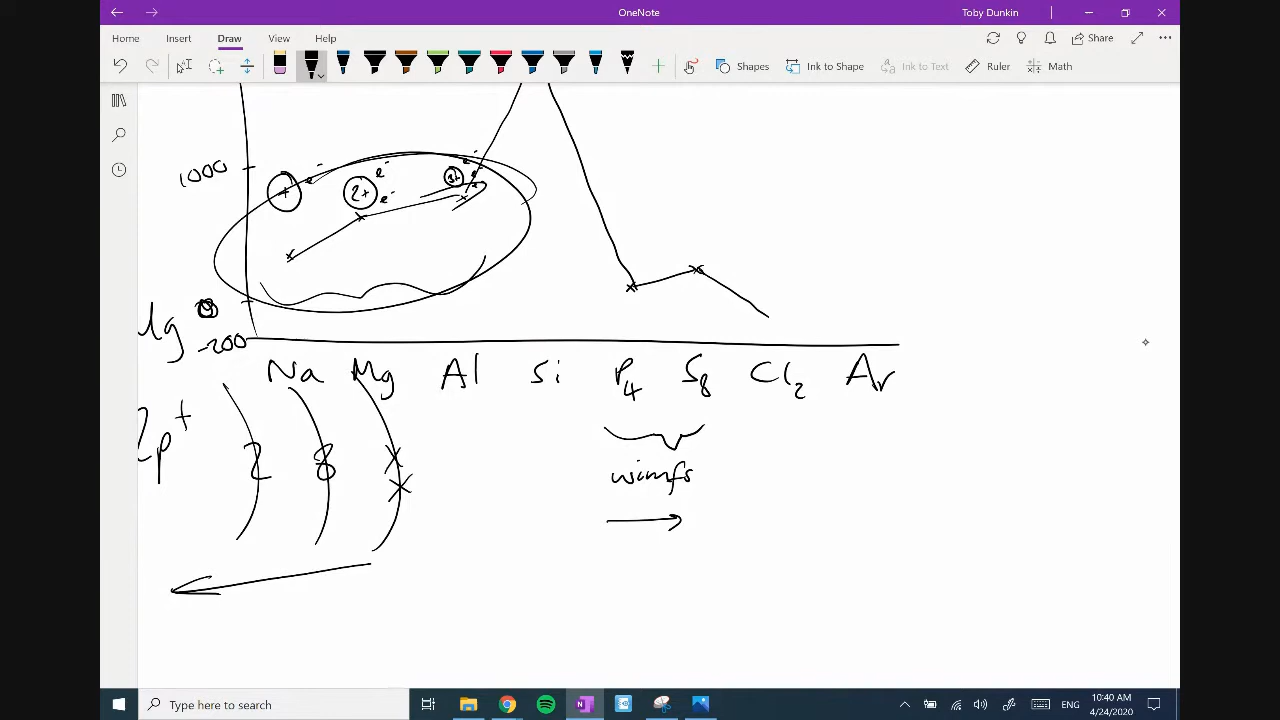 OneNote
Toby Dunkin
Home Insert Draw View Help
Share
Shapes
Ink to Shape
Ink to Text
Ruler
Math
1000
+ e⁻
2+ e⁻ e⁻
3+ e⁻ e⁻ e⁻
Mg
-200
Na Mg Al Si P₄ S₈ Cl₂ Ar
2p⁺ 2 8 x x
wimfs
Type here to search
10:40 AM
ENG
4/24/2020